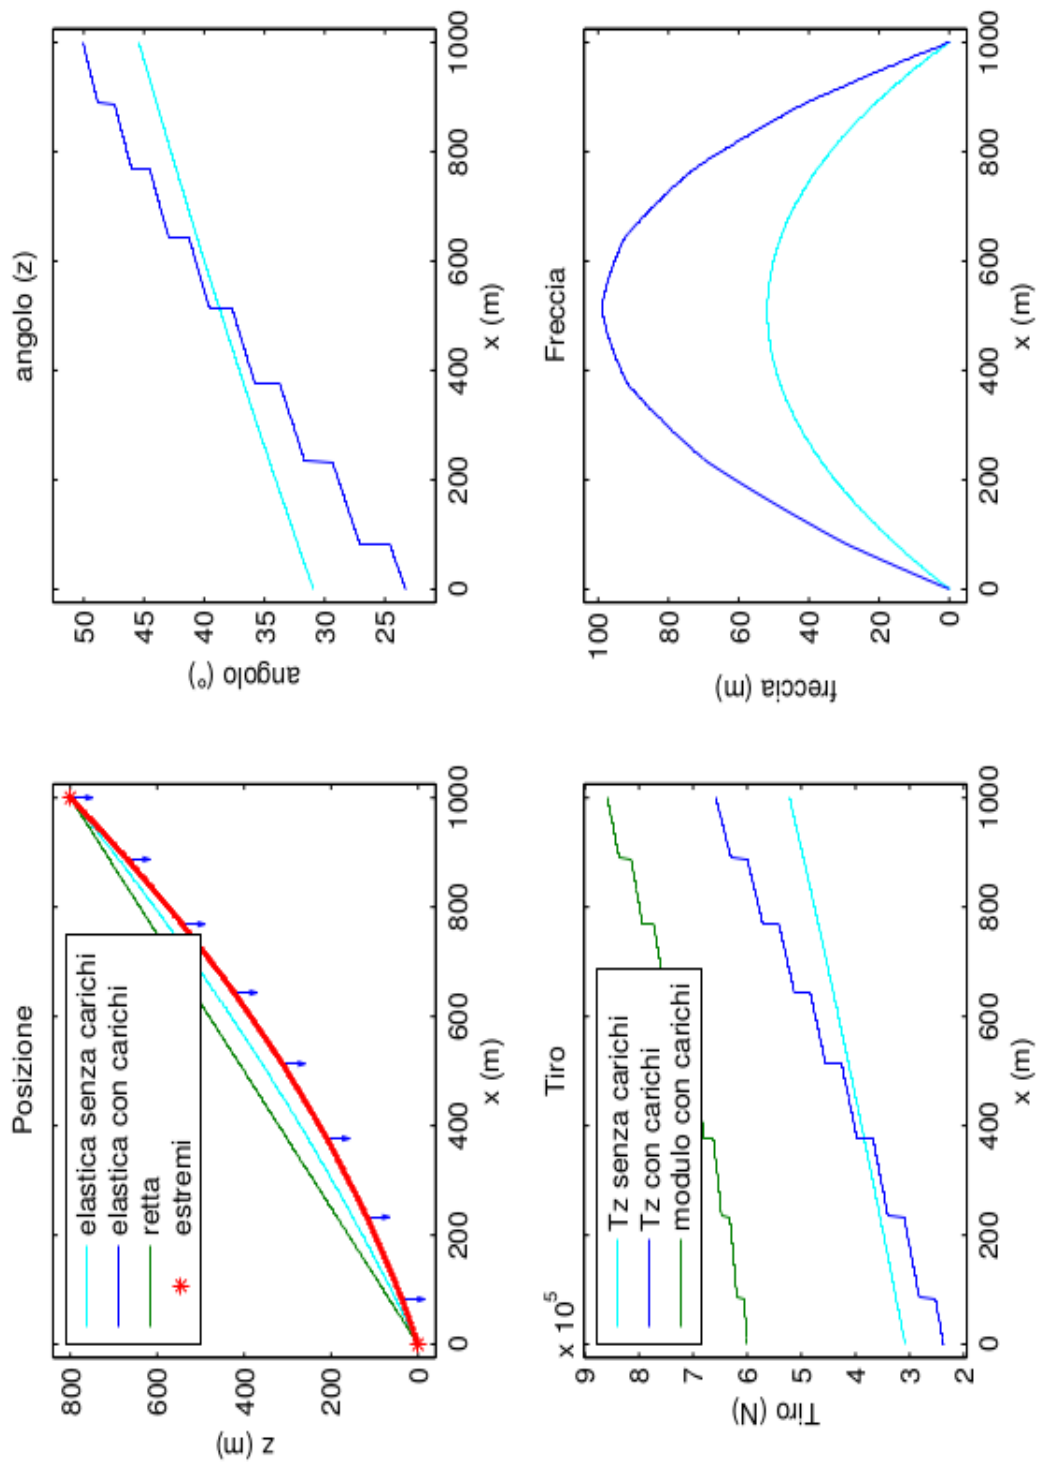 Posizione
z (m)
800
600
400
200
0
elastica senza carichi
elastica con carichi
retta
estremi
0
200
400
600
800
1000
x (m)
angolo (z)
angolo (°)
50
45
40
35
30
25
0
200
400
600
800
1000
x (m)
Tiro
x 10^5
Tiro (N)
9
8
7
6
5
4
3
2
Tz senza carichi
Tz con carichi
modulo con carichi
0
200
400
600
800
1000
x (m)
Freccia
freccia (m)
100
80
60
40
20
0
0
200
400
600
800
1000
x (m)